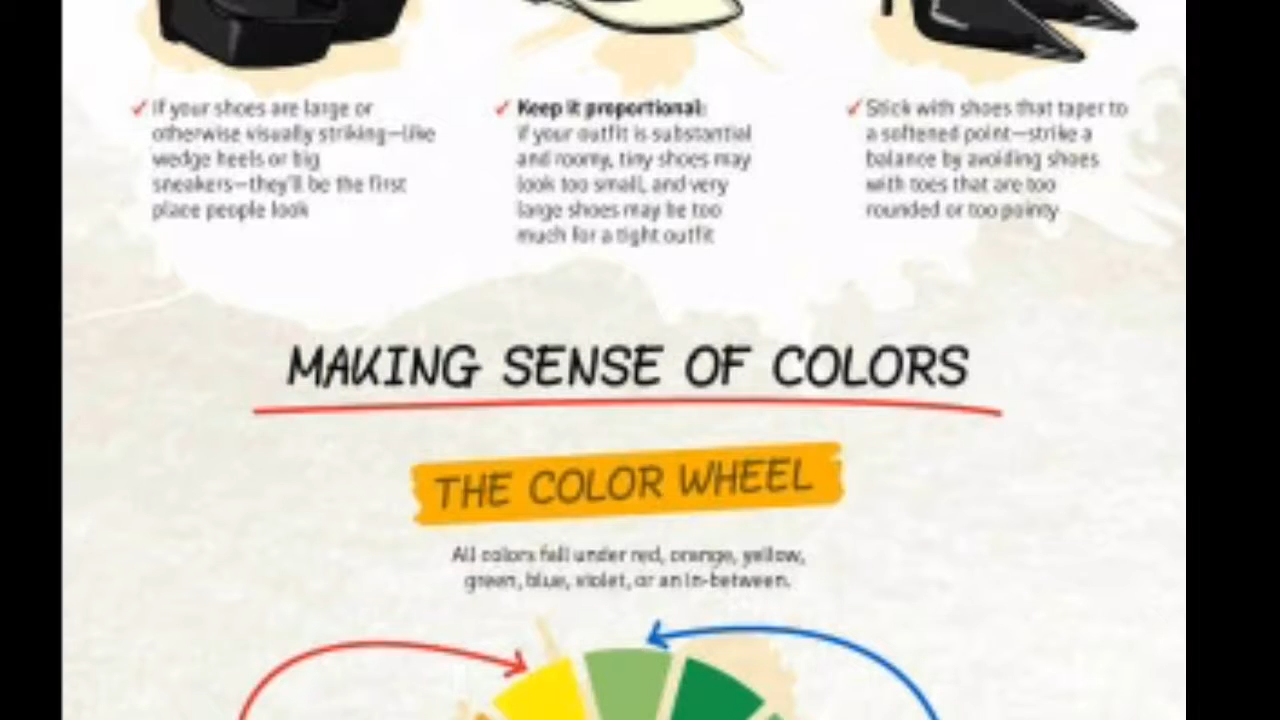 If your shoes are large or
otherwise visually striking—like
wedge heels or big
sneakers—they'll be the first
place people look
Keep it proportional:
if your outfit is substantial
and roomy, tiny shoes may
look too small, and very
large shoes may be too
much for a tight outfit
Stick with shoes that taper to
a softened point—strike a
balance by avoiding shoes
with toes that are too
rounded or too pointy
MAKING SENSE OF COLORS
THE COLOR WHEEL
All colors fall under red, orange, yellow,
green, blue, violet, or an in-between.